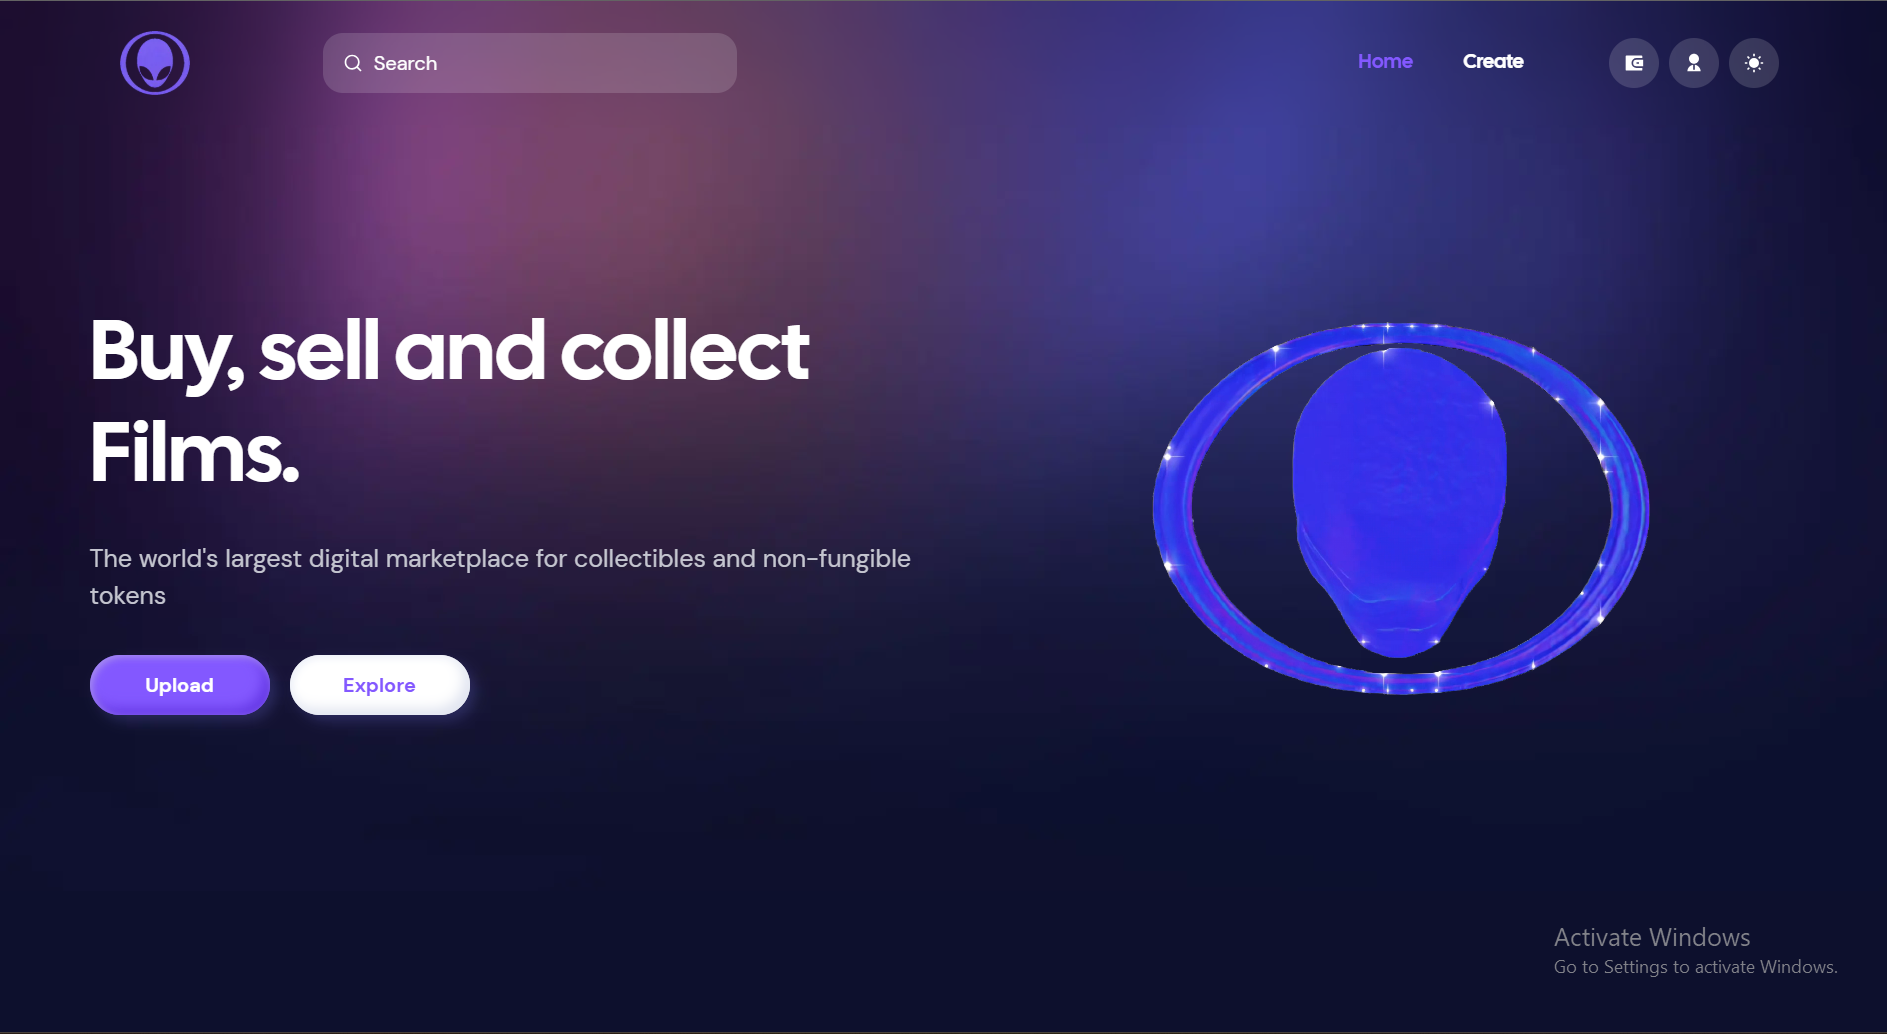 Search
Home
Create
Buy, sell and collect
Films.
The world's largest digital marketplace for collectibles and non-fungible
tokens
Upload
Explore
Activate Windows
Go to Settings to activate Windows.